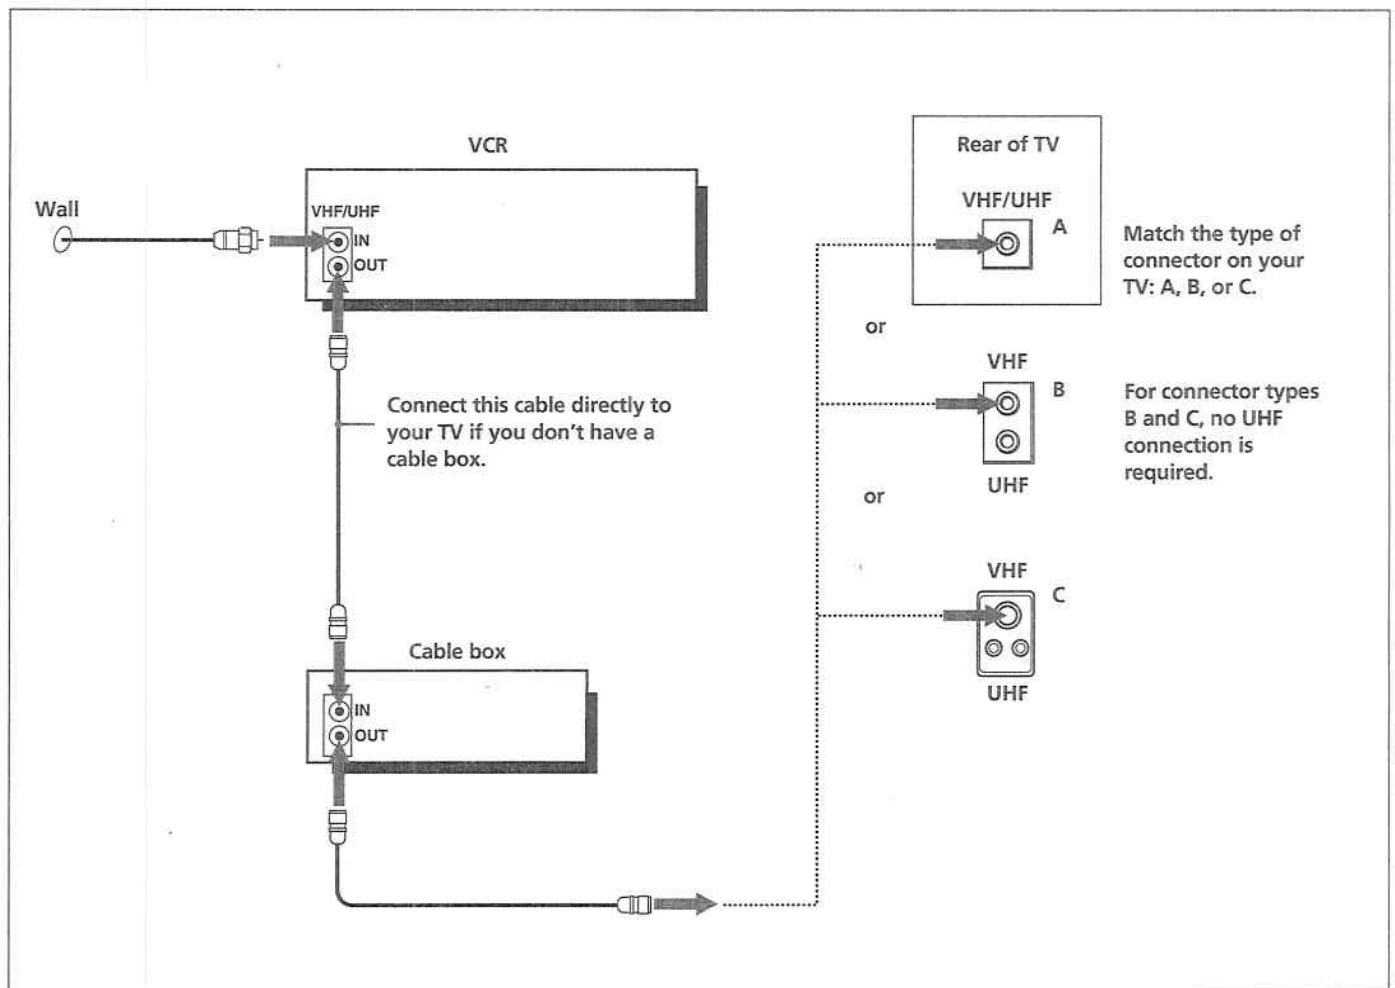 VCR
Wall
VHF/UHF
IN
OUT
Connect this cable directly to
your TV if you don't have a
cable box.
Cable box
IN
OUT
Rear of TV
VHF/UHF
A
Match the type of
connector on your
TV: A, B, or C.
or
VHF
B
UHF
For connector types
B and C, no UHF
connection is
required.
or
VHF
C
UHF